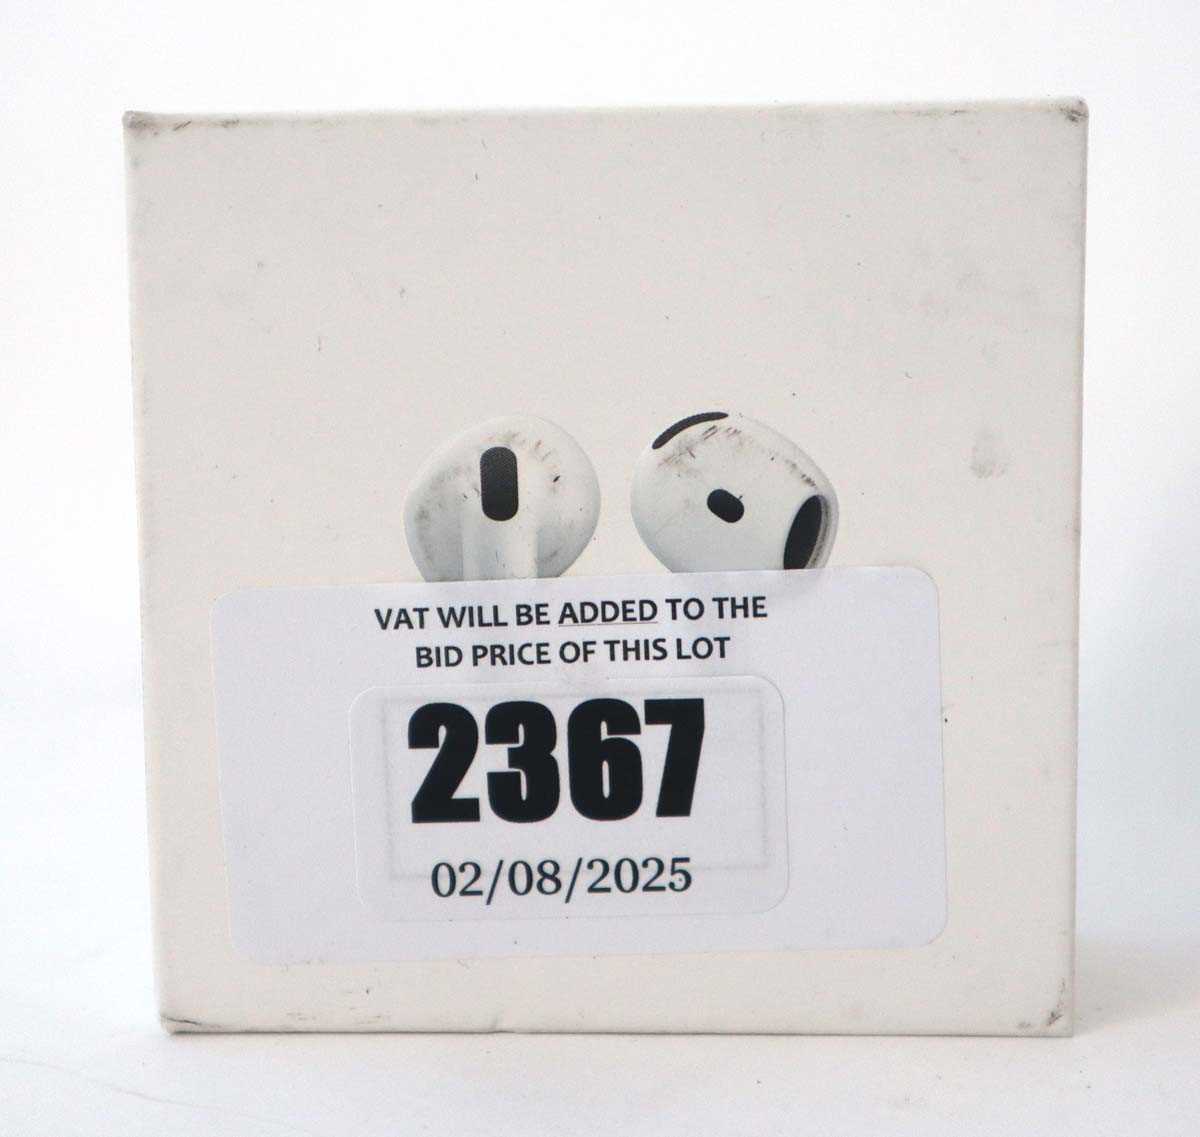 VAT WILL BE ADDED TO THE
BID PRICE OF THIS LOT
2367
02/08/2025